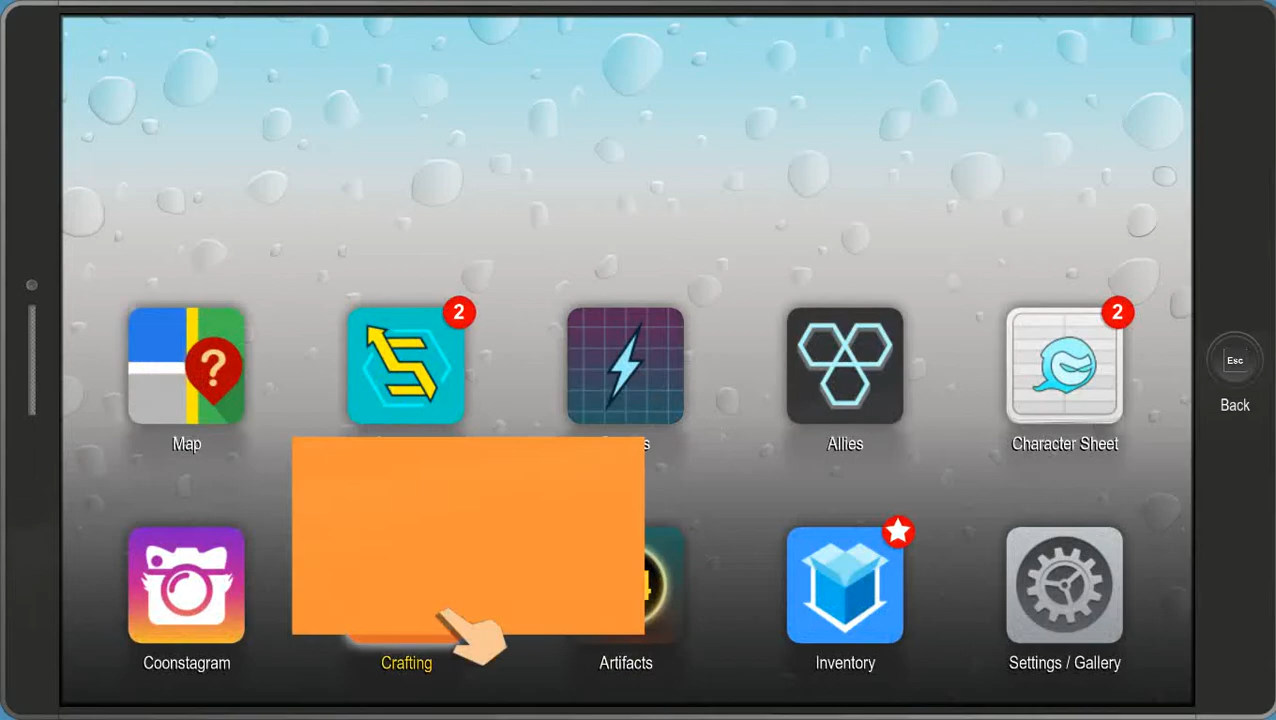 2
2
?
Map
Allies
Character Sheet
Esc
Back
Coonstagram
Crafting
Artifacts
Inventory
Settings / Gallery